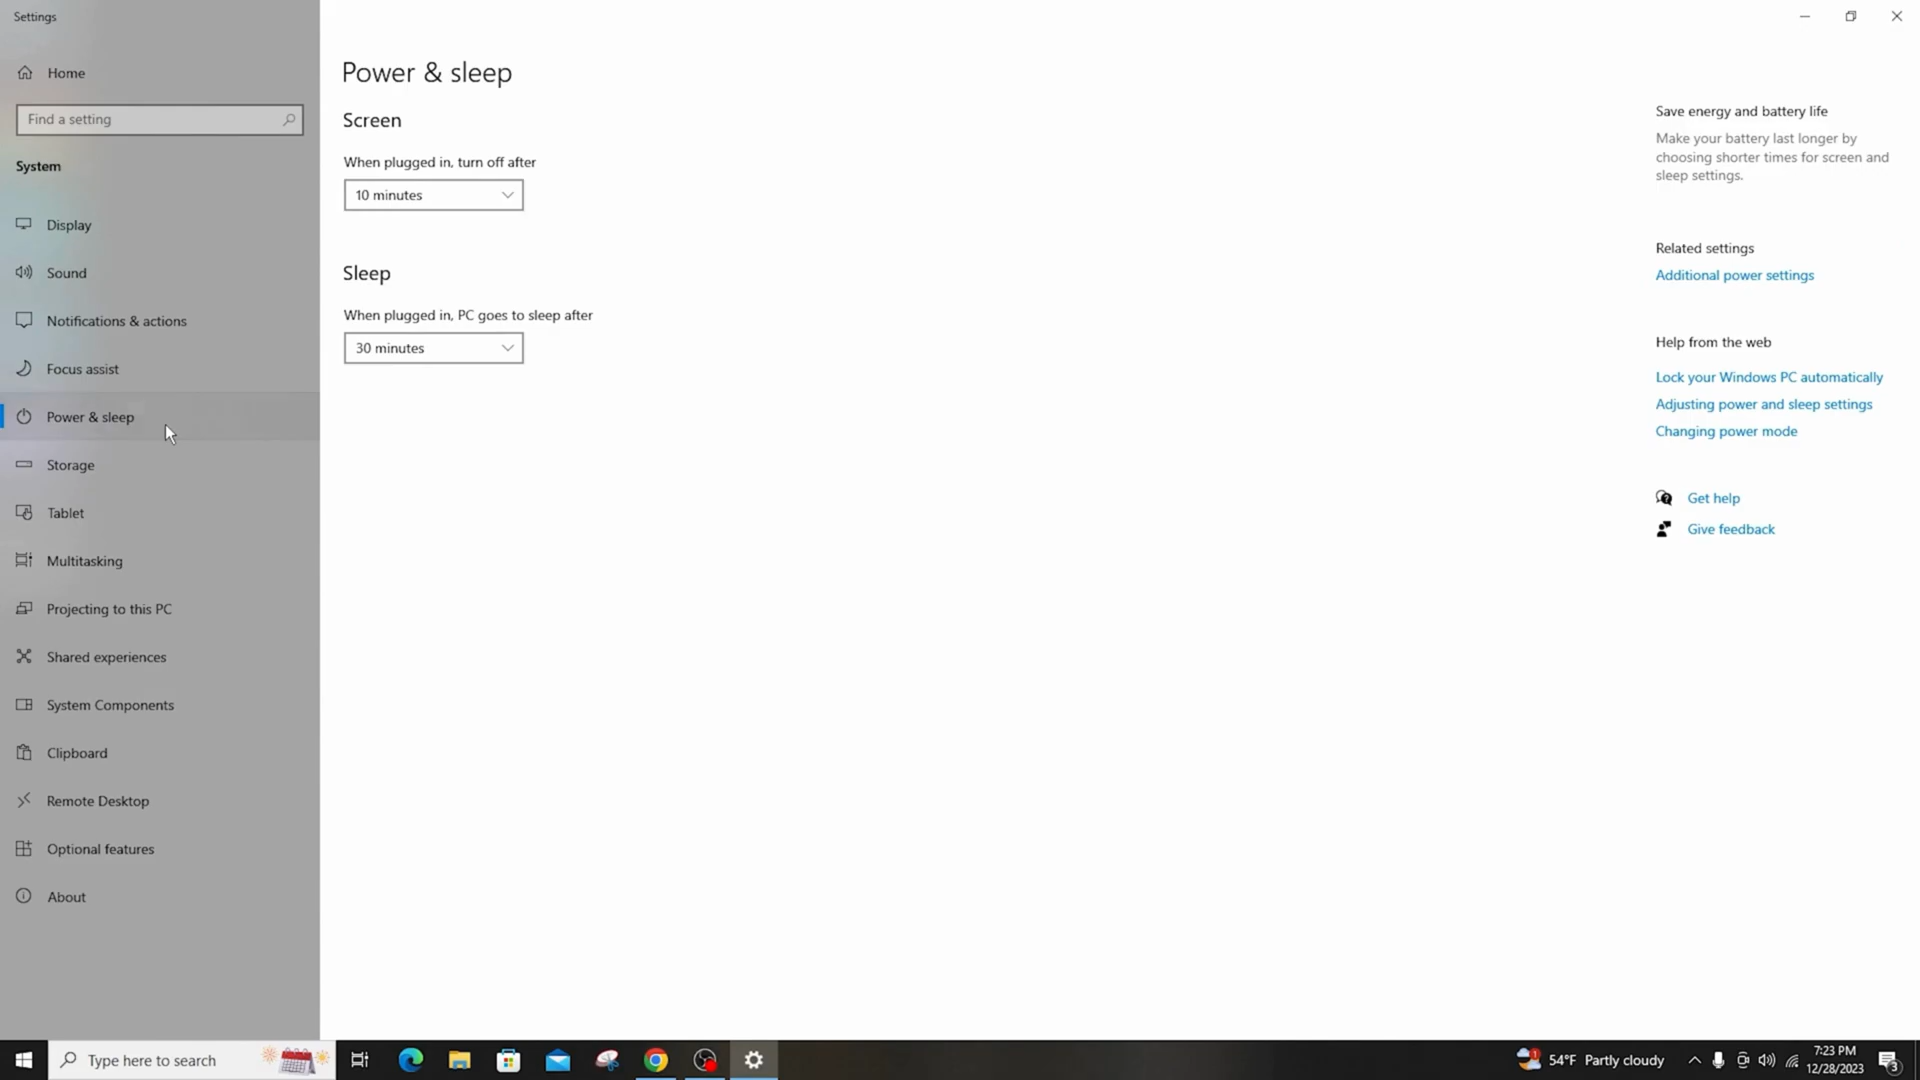 Settings
Home
Find a setting
System
Display
Sound
Notifications & actions
Focus assist
Power & sleep
Storage
Tablet
Multitasking
Projecting to this PC
Shared experiences
System Components
Clipboard
Remote Desktop
Optional features
About
Power & sleep
Screen
When plugged in, turn off after
10 minutes
Sleep
When plugged in, PC goes to sleep after
30 minutes
Save energy and battery life
Make your battery last longer by
choosing shorter times for screen and
sleep settings.
Related settings
Additional power settings
Help from the web
Lock your Windows PC automatically
Adjusting power and sleep settings
Changing power mode
Get help
Give feedback
Type here to search
1
54°F Partly cloudy
7:23 PM
12/28/2023
3